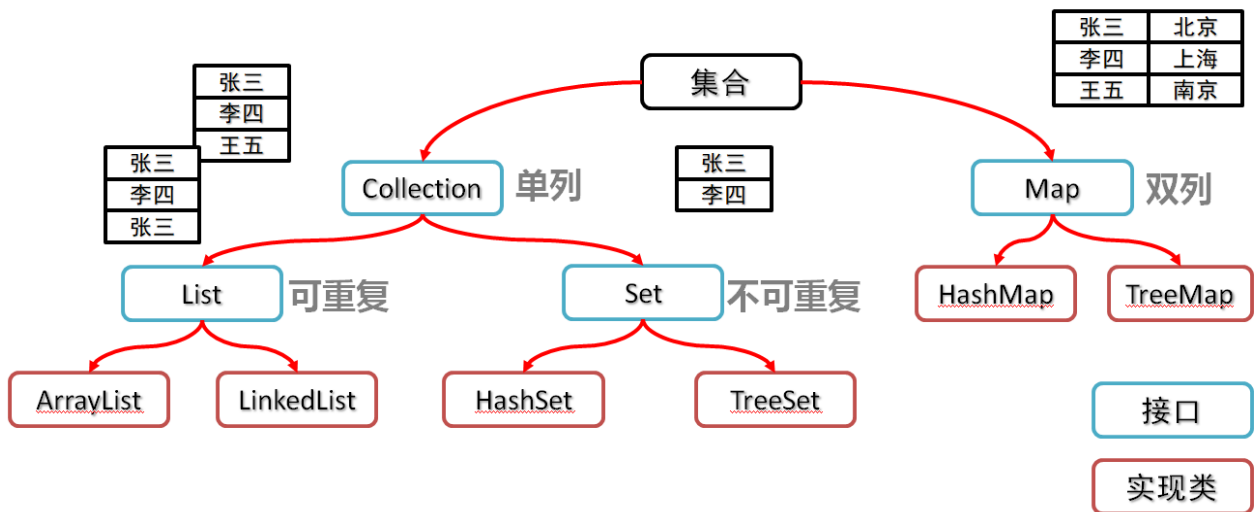 集合
张三 北京
李四 上海
王五 南京
张三
李四
王五
张三
李四
张三
Collection 单列
张三
李四
Map 双列
List 可重复
Set 不可重复
HashMap
TreeMap
ArrayList
LinkedList
HashSet
TreeSet
接口
实现类